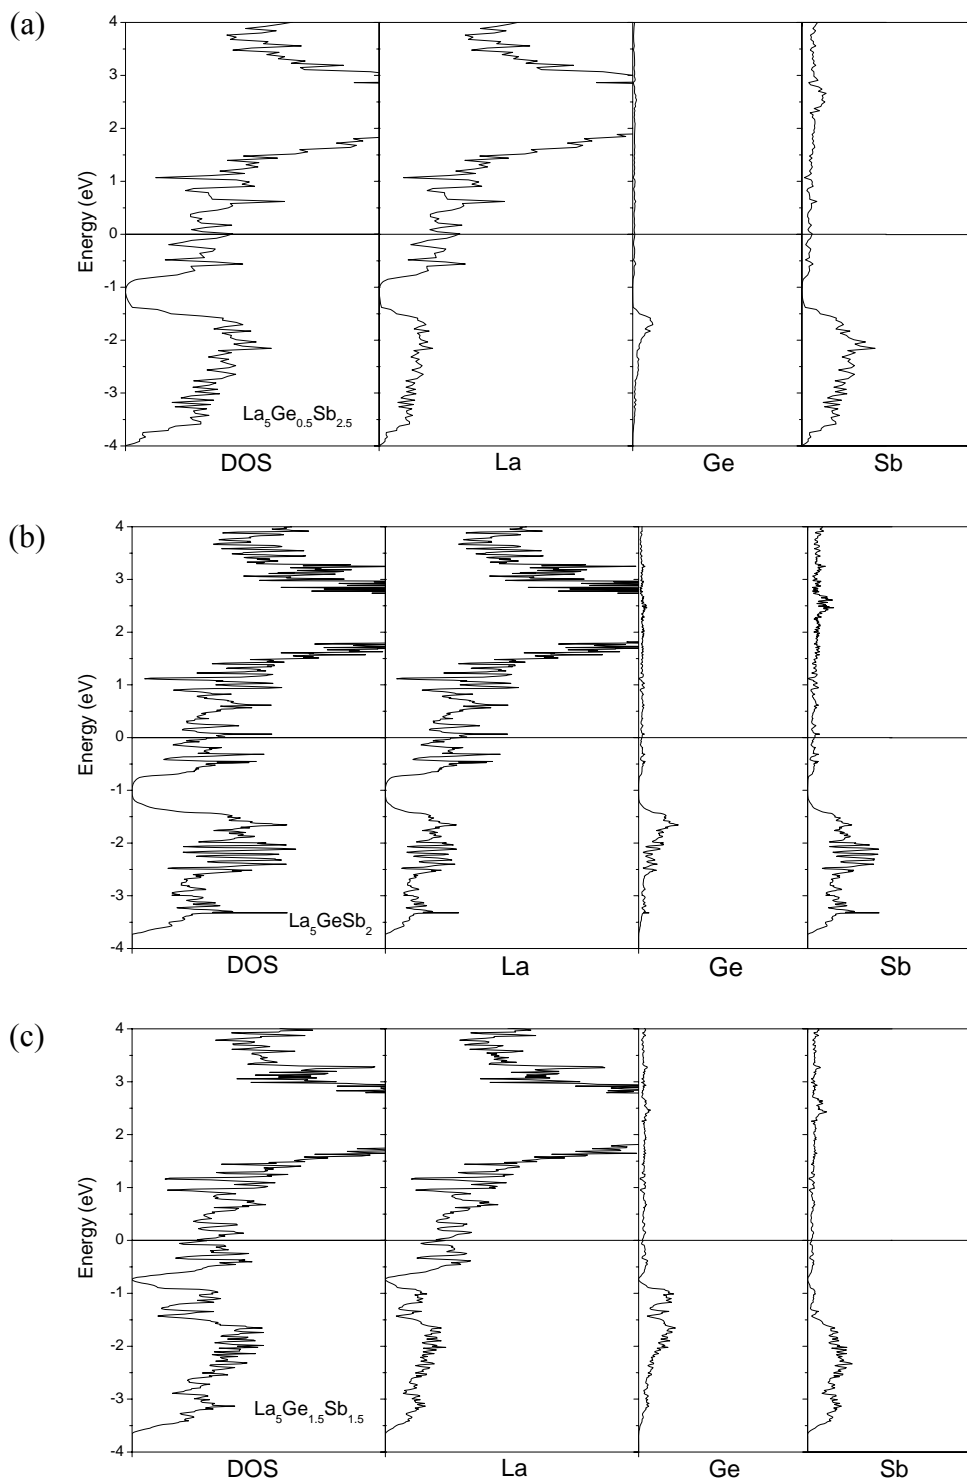 (a)
4
3
2
1
0
-1
-2
-3
-4
Energy (eV)
La5Ge0.5Sb2.5
DOS La Ge Sb
(b)
4
3
2
1
0
-1
-2
-3
-4
Energy (eV)
La5GeSb2
DOS La Ge Sb
(c)
4
3
2
1
0
-1
-2
-3
-4
Energy (eV)
La5Ge1.5Sb1.5
DOS La Ge Sb